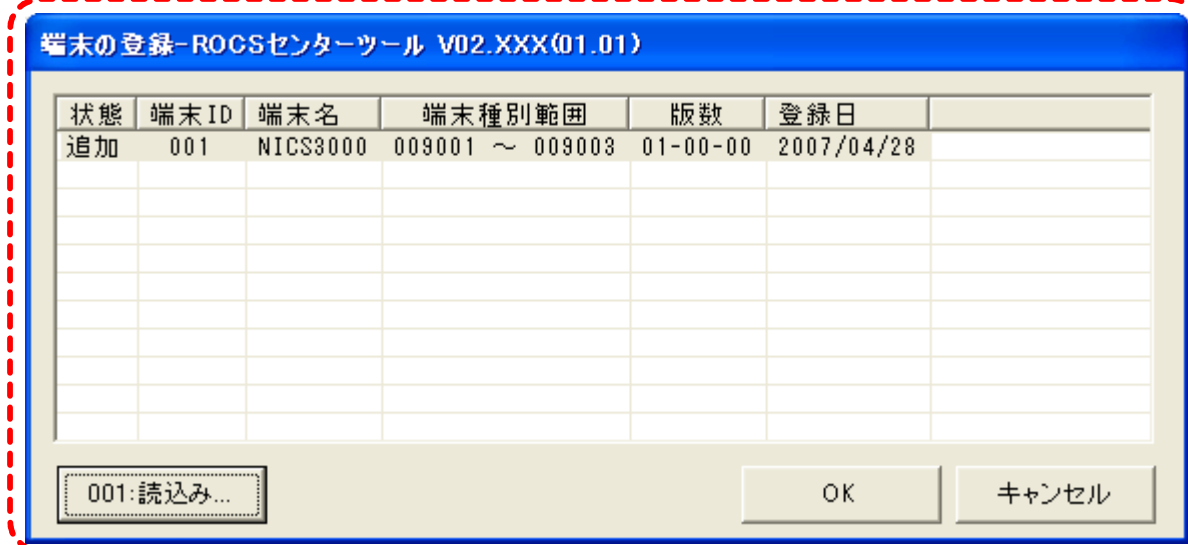 端末の登録-ROCSセンターツール V02.XXX(01.01)
状態 端末ID 端末名 端末種別範囲 版数 登録日
追加 001 NICS3000 009001 ～ 009003 01-00-00 2007/04/28
001:読込み... OK キャンセル